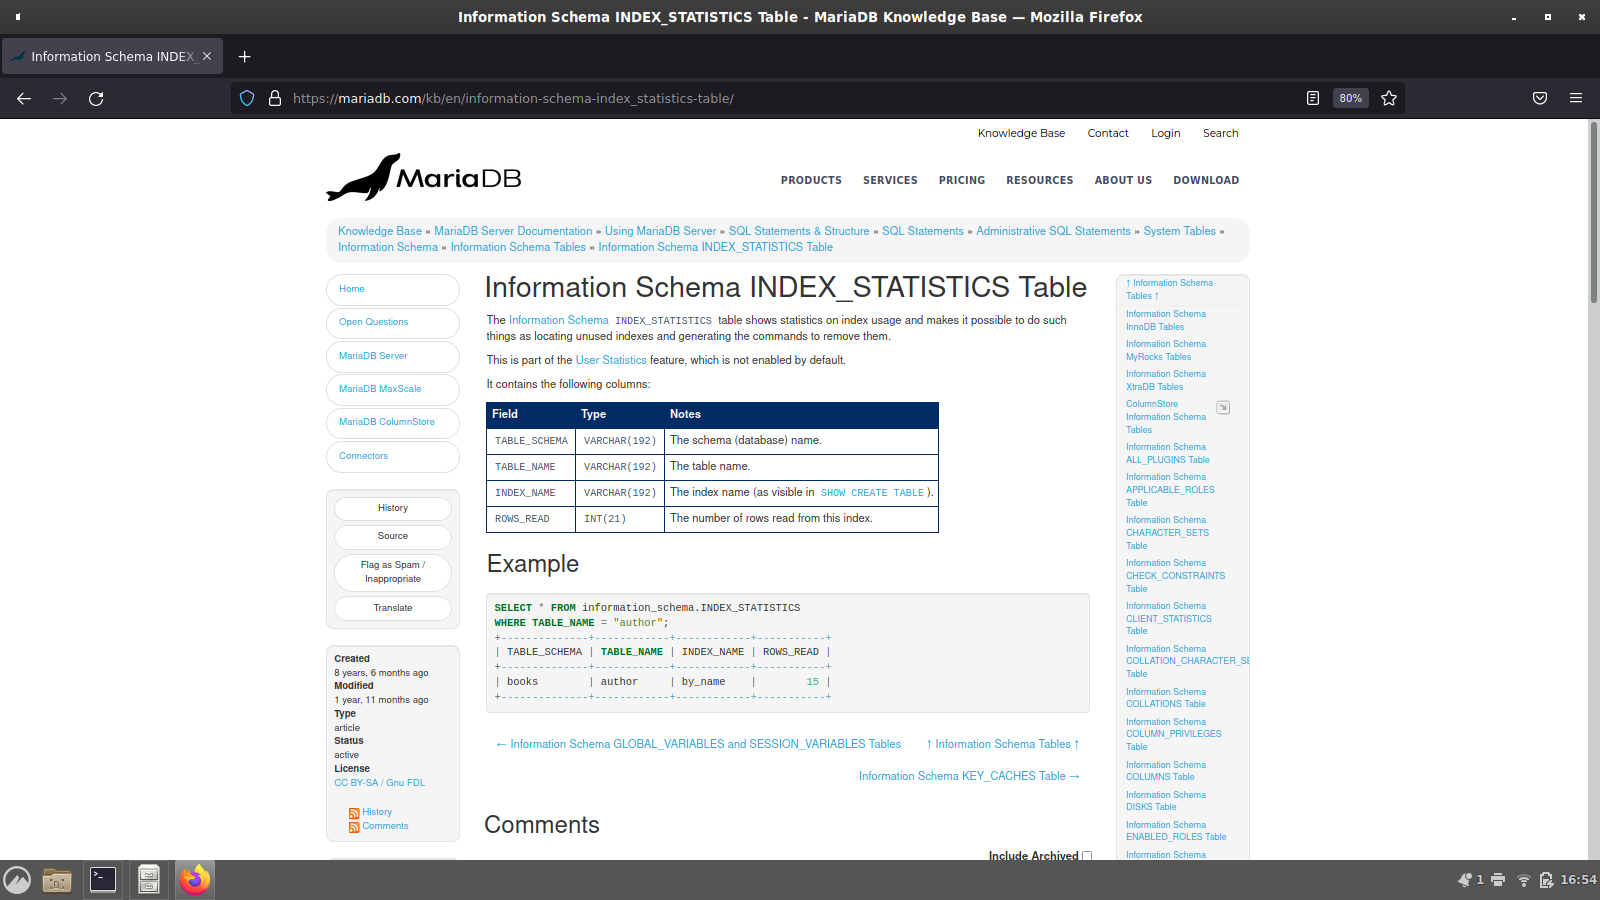 Information Schema INDEX_STATISTICS Table - MariaDB Knowledge Base — Mozilla Firefox
Information Schema INDEX_
https://mariadb.com/kb/en/information-schema-index_statistics-table/
80%
Knowledge Base Contact Login Search
MariaDB
PRODUCTS SERVICES PRICING RESOURCES ABOUT US DOWNLOAD
Knowledge Base » MariaDB Server Documentation » Using MariaDB Server » SQL Statements & Structure » SQL Statements » Administrative SQL Statements » System Tables »
Information Schema » Information Schema Tables » Information Schema INDEX_STATISTICS Table
Home
Open Questions
MariaDB Server
MariaDB MaxScale
MariaDB ColumnStore
Connectors
History
Source
Flag as Spam /
Inappropriate
Translate
Created
8 years, 6 months ago
Modified
1 year, 11 months ago
Type
article
Status
active
License
CC BY-SA / Gnu FDL
History
Comments
Information Schema INDEX_STATISTICS Table
The Information Schema INDEX_STATISTICS table shows statistics on index usage and makes it possible to do such
things as locating unused indexes and generating the commands to remove them.
This is part of the User Statistics feature, which is not enabled by default.
It contains the following columns:
Field Type Notes
TABLE_SCHEMA VARCHAR(192) The schema (database) name.
TABLE_NAME VARCHAR(192) The table name.
INDEX_NAME VARCHAR(192) The index name (as visible in SHOW CREATE TABLE ).
ROWS_READ INT(21) The number of rows read from this index.
Example
SELECT * FROM information_schema.INDEX_STATISTICS
WHERE TABLE_NAME = "author";
+--------------+------------+------------+-----------+
| TABLE_SCHEMA | TABLE_NAME | INDEX_NAME | ROWS_READ |
+--------------+------------+------------+-----------+
| books        | author     | by_name    |        15 |
+--------------+------------+------------+-----------+
← Information Schema GLOBAL_VARIABLES and SESSION_VARIABLES Tables ↑ Information Schema Tables ↑
Information Schema KEY_CACHES Table →
Comments
Include Archived
↑ Information Schema
Tables ↑
Information Schema
InnoDB Tables
Information Schema
MyRocks Tables
Information Schema
XtraDB Tables
ColumnStore
Information Schema
Tables
Information Schema
ALL_PLUGINS Table
Information Schema
APPLICABLE_ROLES
Table
Information Schema
CHARACTER_SETS
Table
Information Schema
CHECK_CONSTRAINTS
Table
Information Schema
CLIENT_STATISTICS
Table
Information Schema
COLLATION_CHARACTER_SE
Table
Information Schema
COLLATIONS Table
Information Schema
COLUMN_PRIVILEGES
Table
Information Schema
COLUMNS Table
Information Schema
DISKS Table
Information Schema
ENABLED_ROLES Table
Information Schema
1
16:54